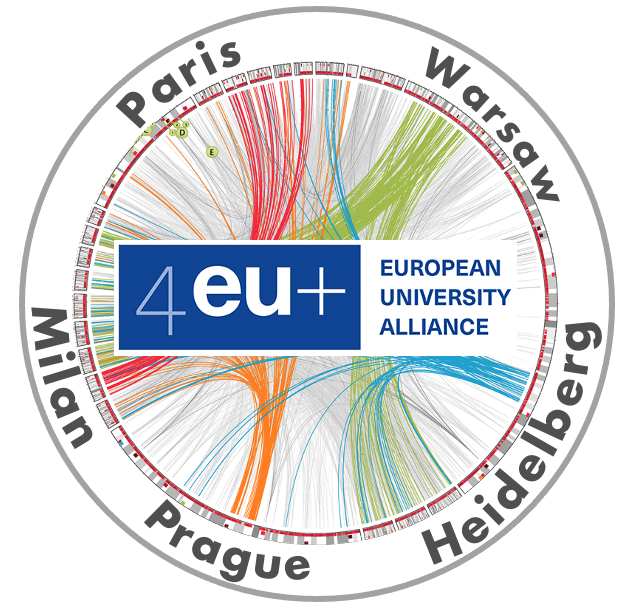 Paris
Warsaw
D
E
4eu+
EUROPEAN
UNIVERSITY
ALLIANCE
Milan
Heidelberg
Prague